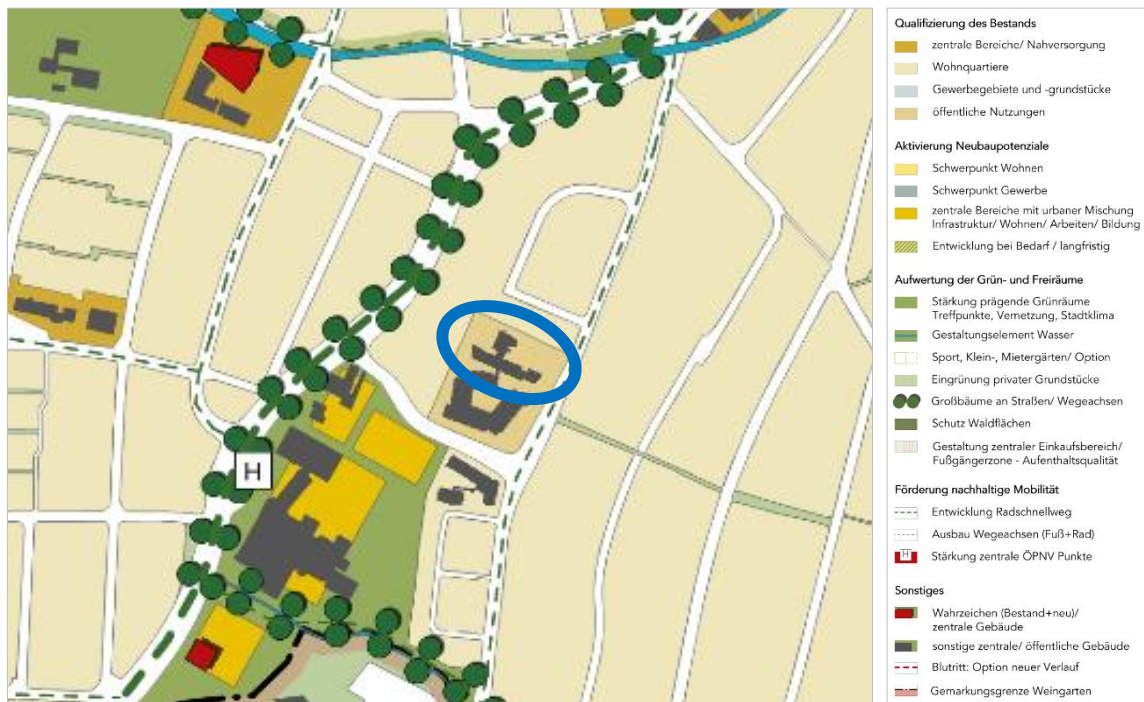 H
Qualifizierung des Bestands
zentrale Bereiche/ Nahversorgung
Wohnquartiere
Gewerbegebiete und -grundstücke
öffentliche Nutzungen
Aktivierung Neubaupotenziale
Schwerpunkt Wohnen
Schwerpunkt Gewerbe
zentrale Bereiche mit urbaner Mischung
Infrastruktur/ Wohnen/ Arbeiten/ Bildung
Entwicklung bei Bedarf / langfristig
Aufwertung der Grün- und Freiräume
Stärkung prägende Grünräume
Treffpunkte, Vernetzung, Stadtklima
Gestaltungselement Wasser
Sport, Klein-, Mietergärten/ Option
Eingrünung privater Grundstücke
Großbäume an Straßen/ Wegeachsen
Schutz Waldflächen
Gestaltung zentraler Einkaufsbereich/
Fußgängerzone - Aufenthaltsqualität
Förderung nachhaltige Mobilität
Entwicklung Radschnellweg
Ausbau Wegeachsen (Fuß+Rad)
H Stärkung zentrale ÖPNV Punkte
Sonstiges
Wahrzeichen (Bestand+neu)/
zentrale Gebäude
sonstige zentrale/ öffentliche Gebäude
Blutritt: Option neuer Verlauf
Gemarkungsgrenze Weingarten